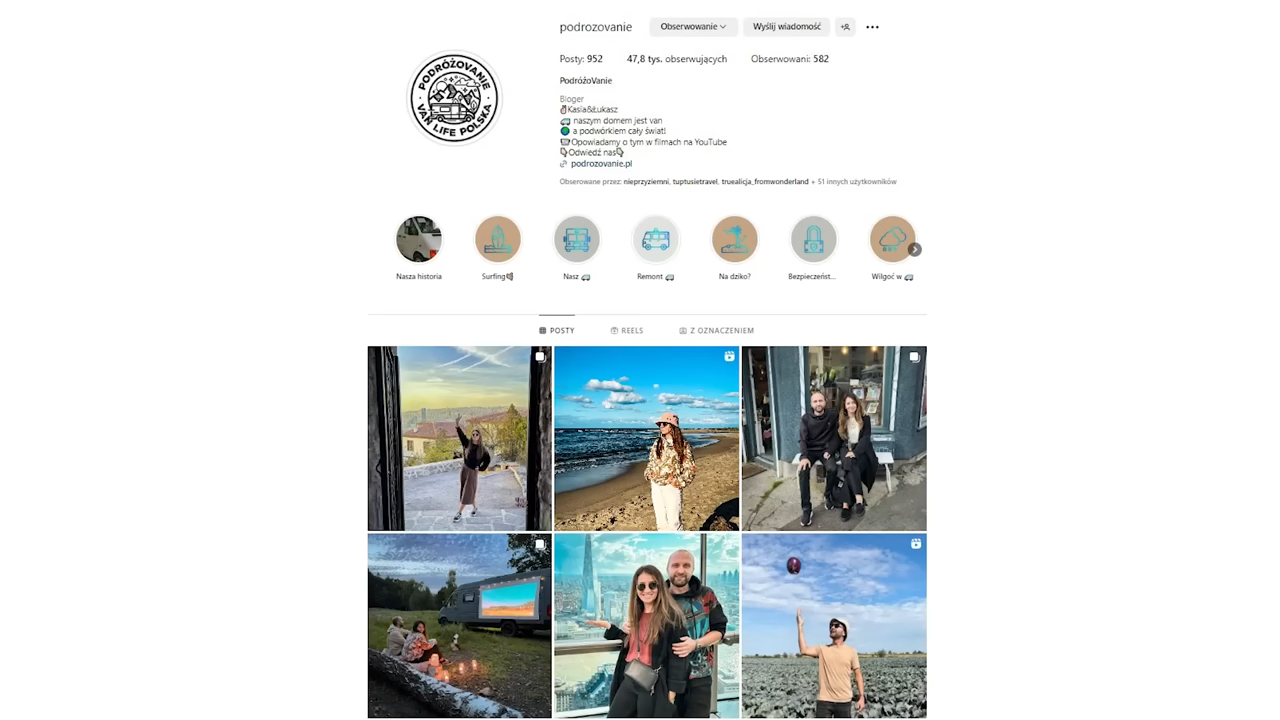 podrozovanie Obserwowanie Wyślij wiadomość
Posty: 952 47,8 tys. obserwujących Obserwowani: 582
PodróżoVanie
Bloger
Kasia&Łukasz
naszym domem jest van
a podwórkiem cały świat!
Opowiadamy o tym w filmach na YouTube
Odwiedź nas
podrozovanie.pl
Obserowane przez: nieprzyziemni, tuptusietravel, truealicja_fromwonderland + 51 innych użytkowników
PODRÓŻOVANIE
VAN LIFE POLSKA
Nasza historia Surfing Nasz Remont Na dziko? Bezpieczeńst... Wilgoć w
POSTY REELS Z OZNACZENIEM